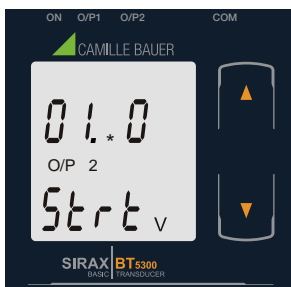 ON O/P1 O/P2 COM
CAMILLE BAUER
01.*0
O/P 2
Strt V
SIRAX BT5300
BASIC TRANSDUCER